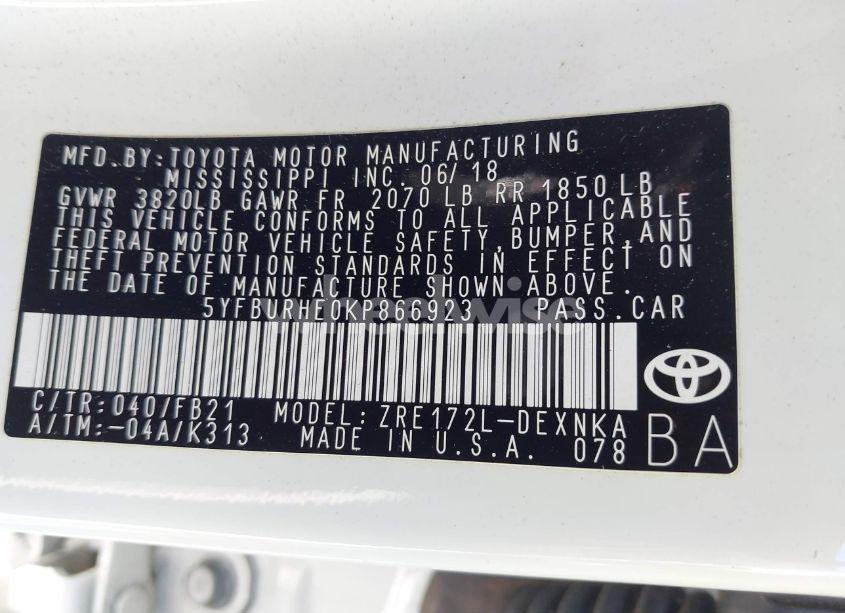 MFD. BY: TOYOTA MOTOR MANUFACTURING
MISSISSIPPI INC. 06/18
GVWR 3820LB GAWR FR 2070 LB RR 1850 LB
THIS VEHICLE CONFORMS TO ALL APPLICABLE
FEDERAL MOTOR VEHICLE SAFETY, BUMPER, AND
THEFT PREVENTION STANDARDS IN EFFECT ON
THE DATE OF MANUFACTURE SHOWN ABOVE.
5YFBURHE0KP866993 PASS. CAR
C/TR: 040/FB21 MODEL: ZRE172L-DEXNKA
A/TM: -04A/K313 MADE IN U.S.A. 078
BA